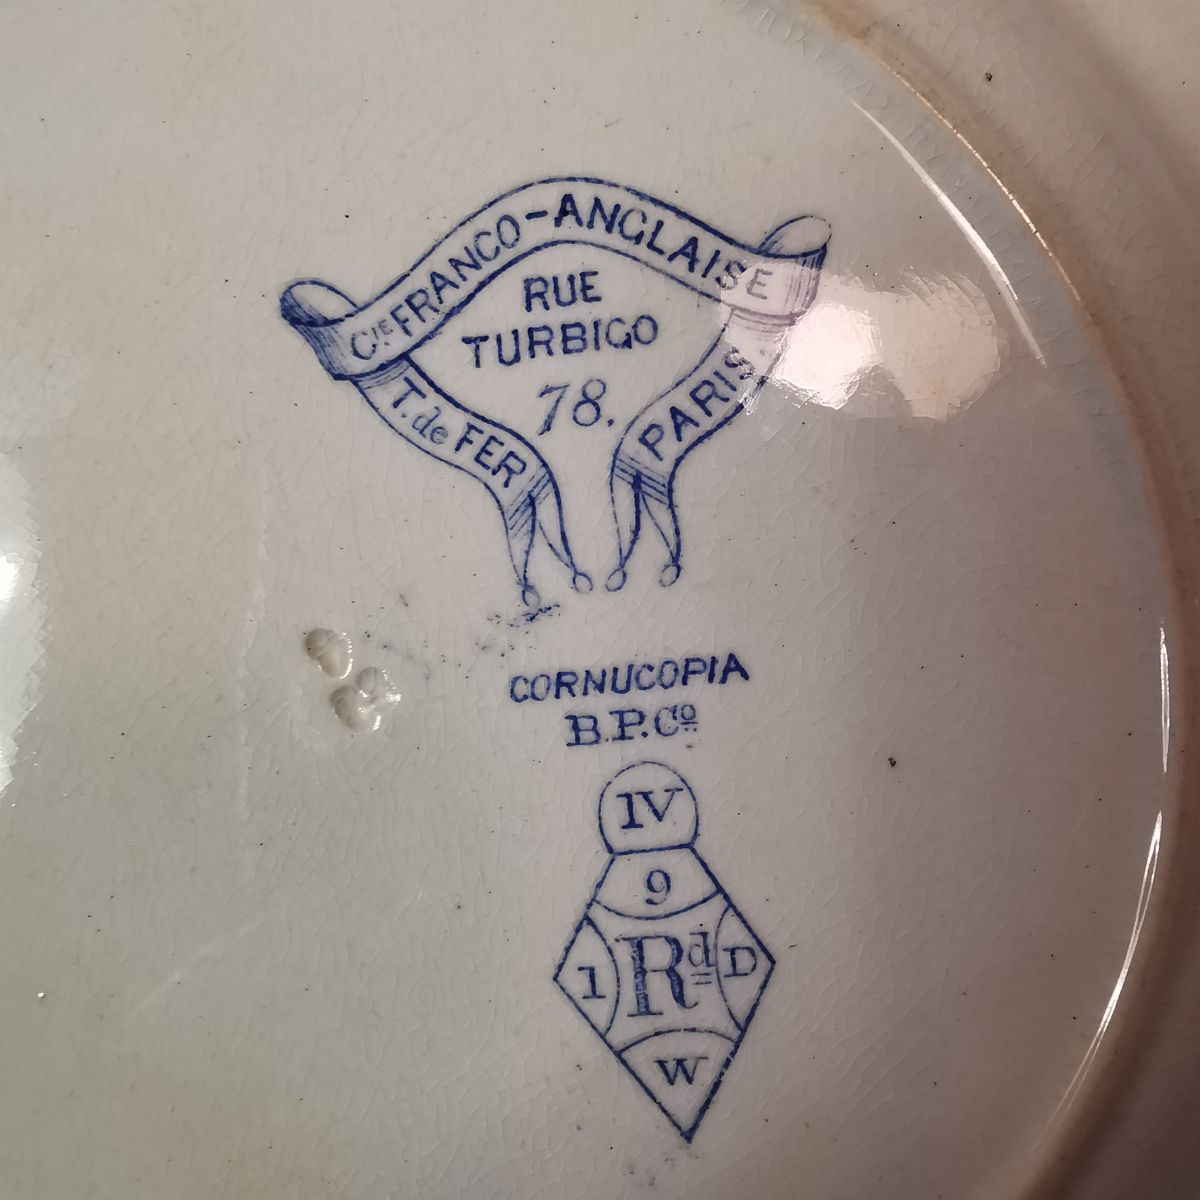 Cie FRANCO-ANGLAISE
RUE
TURBIGO
78.
T. de FER
PARIS.
CORNUCOPIA
B.P.Co
IV
9
1 Rd D
W